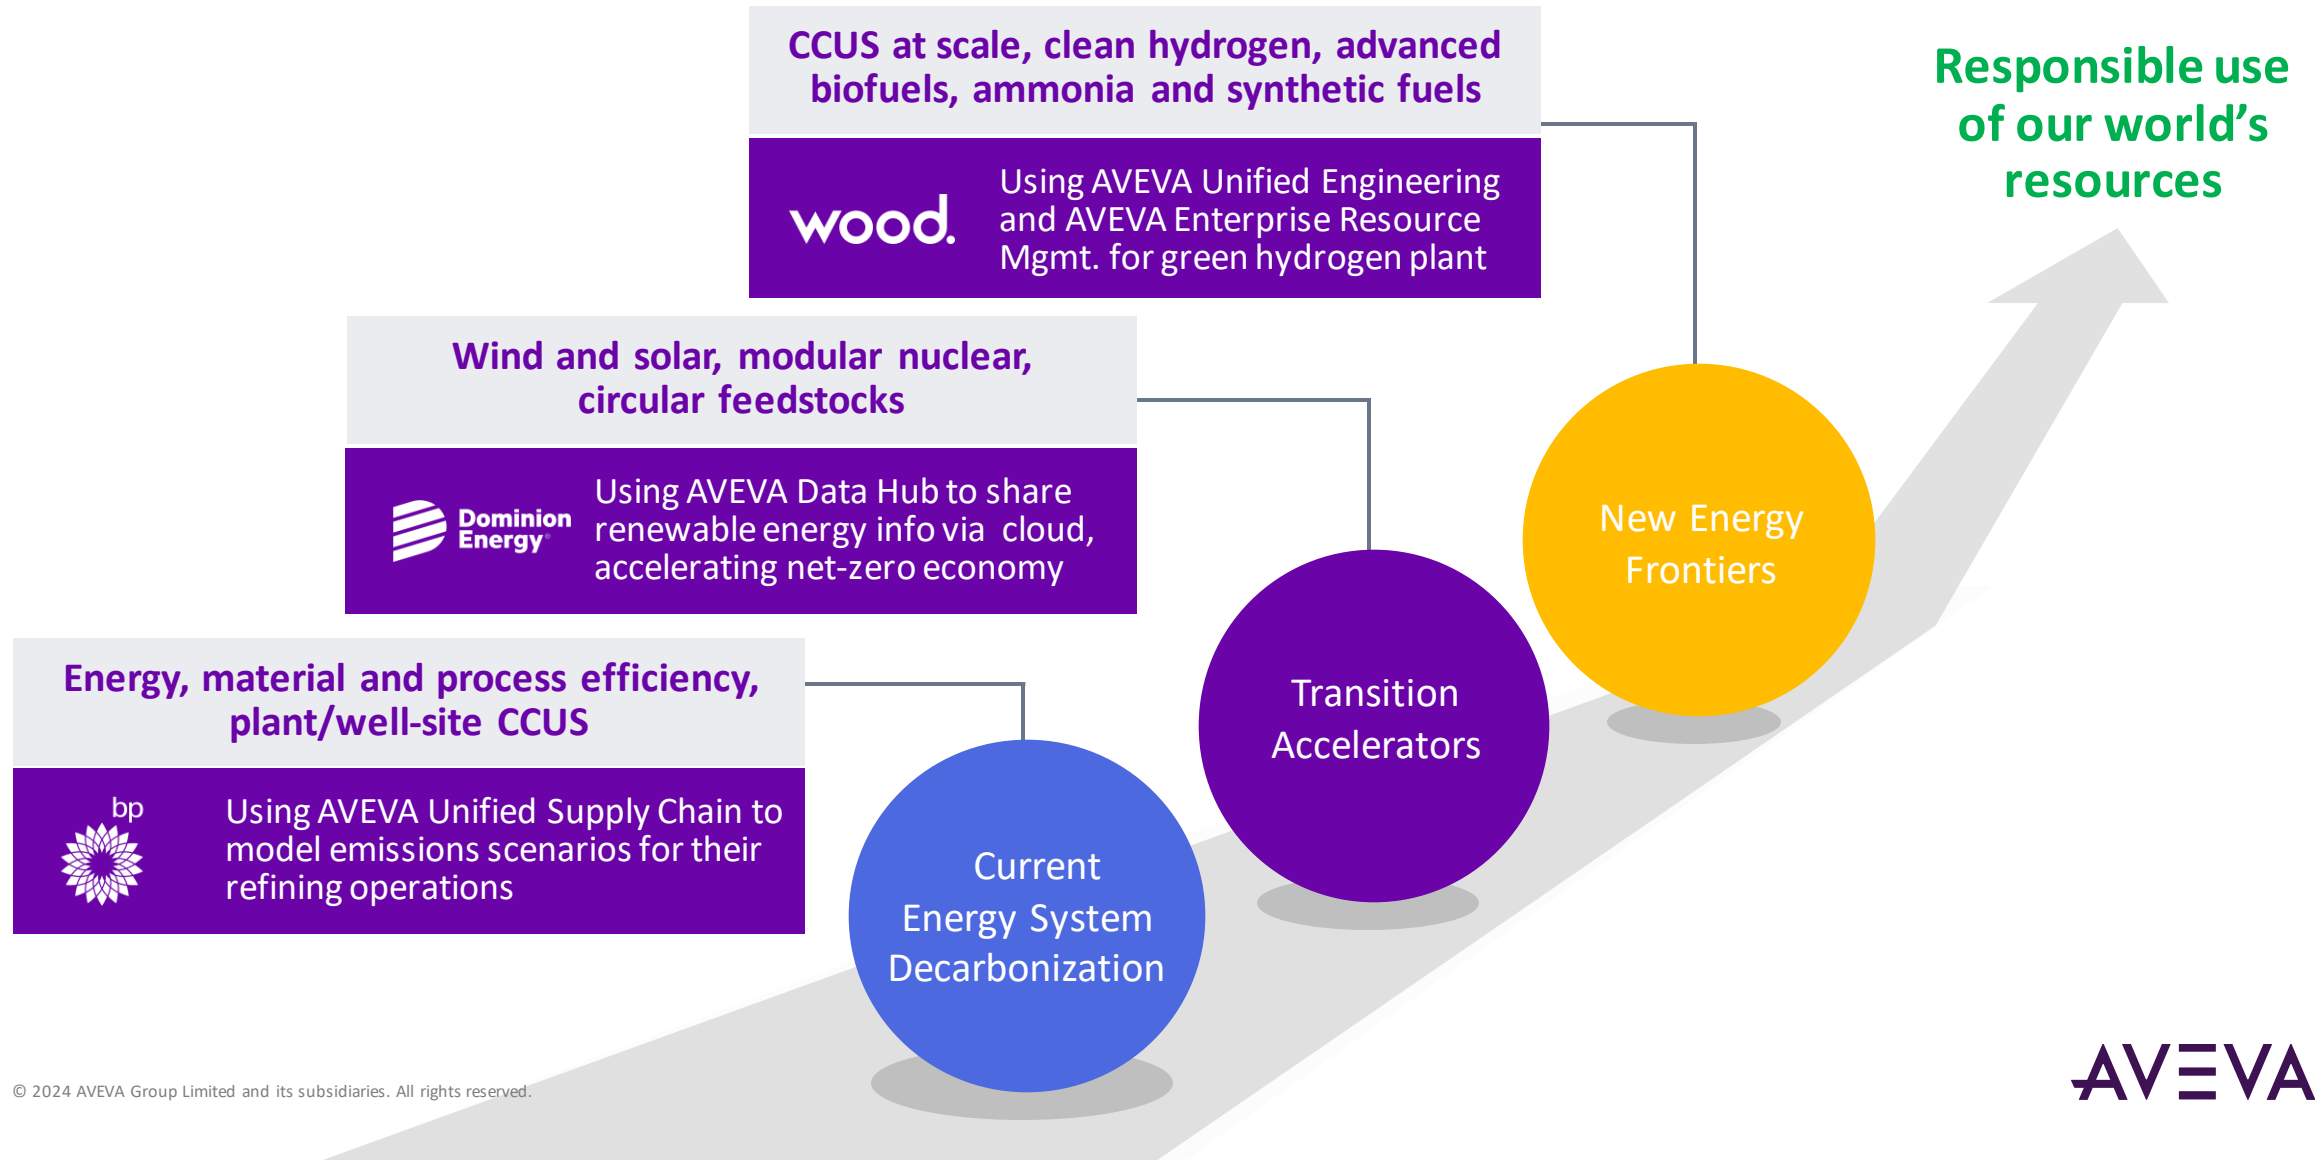 CCUS at scale, clean hydrogen, advanced
biofuels, ammonia and synthetic fuels
wood.
Using AVEVA Unified Engineering
and AVEVA Enterprise Resource
Mgmt. for green hydrogen plant
Responsible use
of our world’s
resources
Wind and solar, modular nuclear,
circular feedstocks
Dominion
Energy®
Using AVEVA Data Hub to share
renewable energy info via cloud,
accelerating net-zero economy
New Energy
Frontiers
Energy, material and process efficiency,
plant/well-site CCUS
bp
Using AVEVA Unified Supply Chain to
model emissions scenarios for their
refining operations
Transition
Accelerators
Current
Energy System
Decarbonization
© 2024 AVEVA Group Limited and its subsidiaries. All rights reserved.
AVEVA